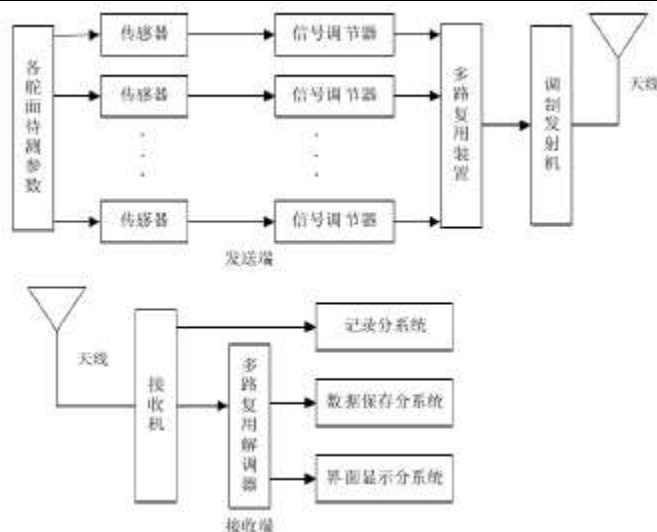 各舵面待测参数
传感器
信号调节器
传感器
信号调节器
传感器
信号调节器
多路复用装置
调制发射机
天线
发送端
天线
接收机
多路复用解调器
记录分系统
数据保存分系统
界面显示分系统
接收端